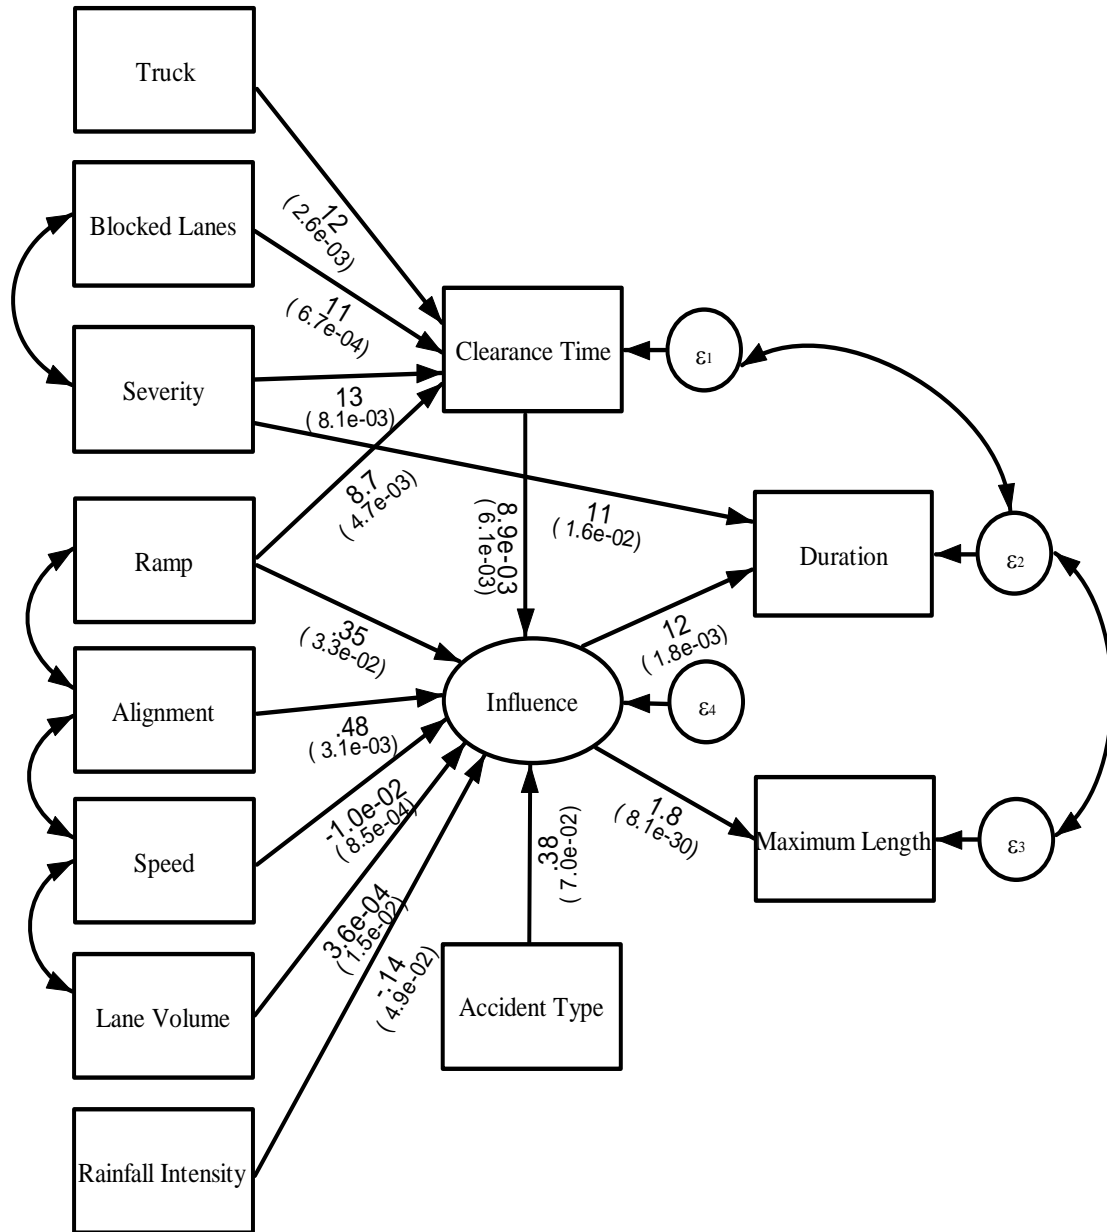 Truck
Blocked Lanes
Severity
Ramp
Alignment
Speed
Lane Volume
Rainfall Intensity
12
( 2.6e-03)
11
( 6.7e-04)
13
( 8.1e-03)
8.7
( 4.7e-03)
.35
( 3.3e-02)
.48
( 3.1e-03)
-1.0e-02
( 8.5e-04)
3.6e-04
( 1.5e-02)
-.14
( 4.9e-02)
Clearance Time
ε1
8.9e-03
( 6.1e-03)
11
( 1.6e-02)
Influence
ε4
12
( 1.8e-03)
1.8
( 8.1e-30)
.38
( 7.0e-02)
Accident Type
Duration
ε2
Maximum Length
ε3